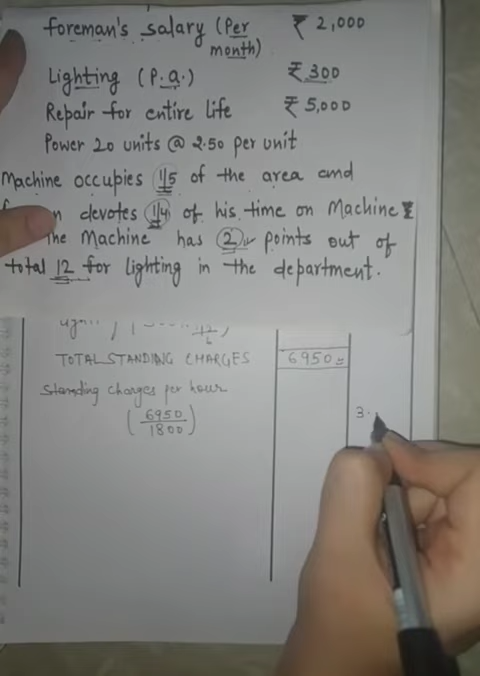 foreman's salary (Per month) ₹ 2,000
Lighting (P.a.) ₹ 300
Repair for entire life ₹ 5,000
Power 20 units @ 2.50 per unit
Machine occupies 1/5 of the area and
n devotes 1/4 of his time on Machine
The Machine has 2 points out of
total 12 for lighting in the department.
TOTAL STANDING CHARGES 6950
Standing charges per hour
(6950/1800)
3.